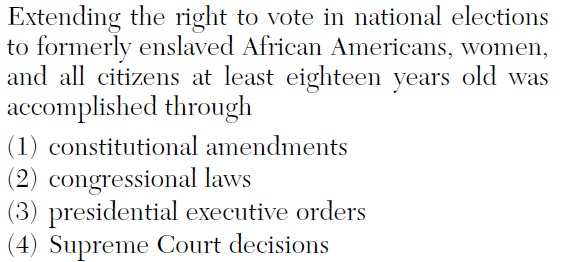 Extending the right to vote in national elections
to formerly enslaved African Americans, women,
and all citizens at least eighteen years old was
accomplished through
(1) constitutional amendments
(2) congressional laws
(3) presidential executive orders
(4) Supreme Court decisions